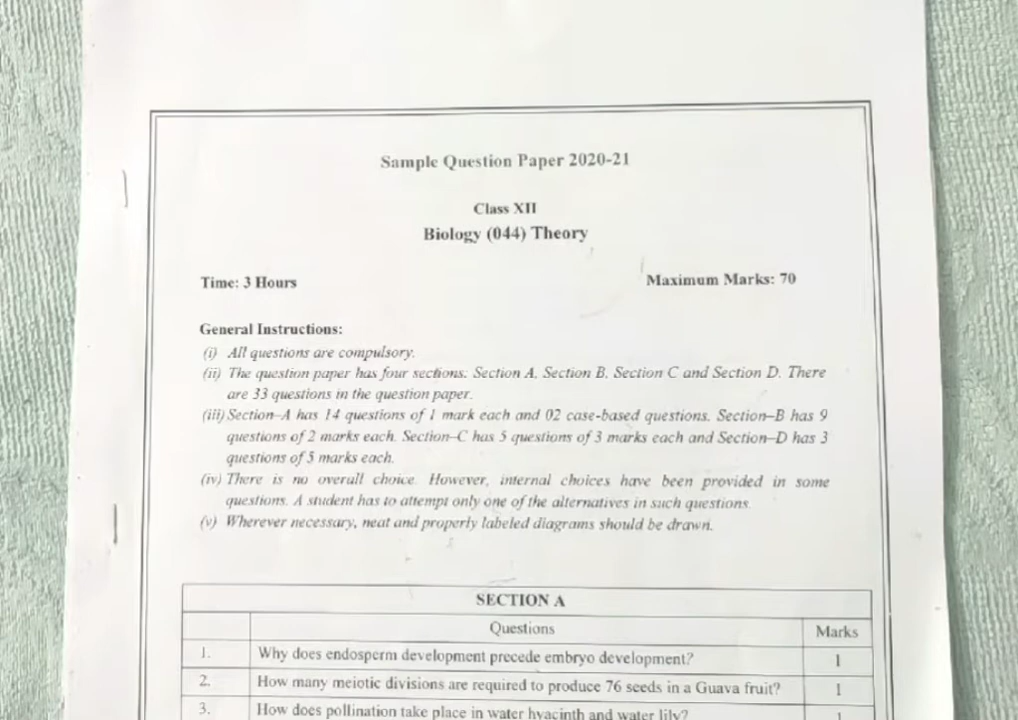 Sample Question Paper 2020-21
Class XII
Biology (044) Theory
Time: 3 Hours Maximum Marks: 70
General Instructions:
(i) All questions are compulsory.
(ii) The question paper has four sections: Section A, Section B, Section C and Section D. There
are 33 questions in the question paper.
(iii) Section–A has 14 questions of 1 mark each and 02 case-based questions. Section–B has 9
questions of 2 marks each. Section–C has 5 questions of 3 marks each and Section–D has 3
questions of 5 marks each.
(iv) There is no overall choice. However, internal choices have been provided in some
questions. A student has to attempt only one of the alternatives in such questions.
(v) Wherever necessary, neat and properly labeled diagrams should be drawn.
SECTION A
Questions Marks
1. Why does endosperm development precede embryo development? 1
2. How many meiotic divisions are required to produce 76 seeds in a Guava fruit? 1
3. How does pollination take place in water hyacinth and water lily? 1